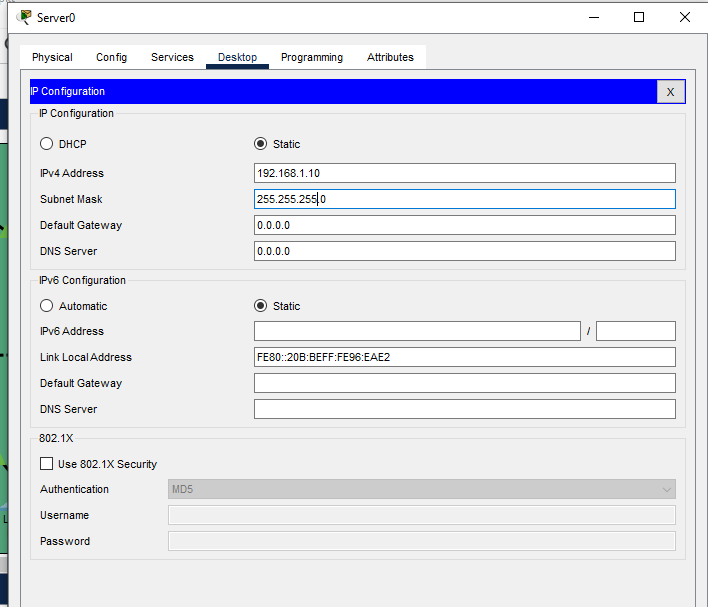 Server0
Physical Config Services Desktop Programming Attributes
IP Configuration X
IP Configuration
DHCP Static
IPv4 Address 192.168.1.10
Subnet Mask 255.255.255.0
Default Gateway 0.0.0.0
DNS Server 0.0.0.0
IPv6 Configuration
Automatic Static
IPv6 Address /
Link Local Address FE80::20B:BEFF:FE96:EAE2
Default Gateway
DNS Server
802.1X
Use 802.1X Security
Authentication MD5
Username
Password